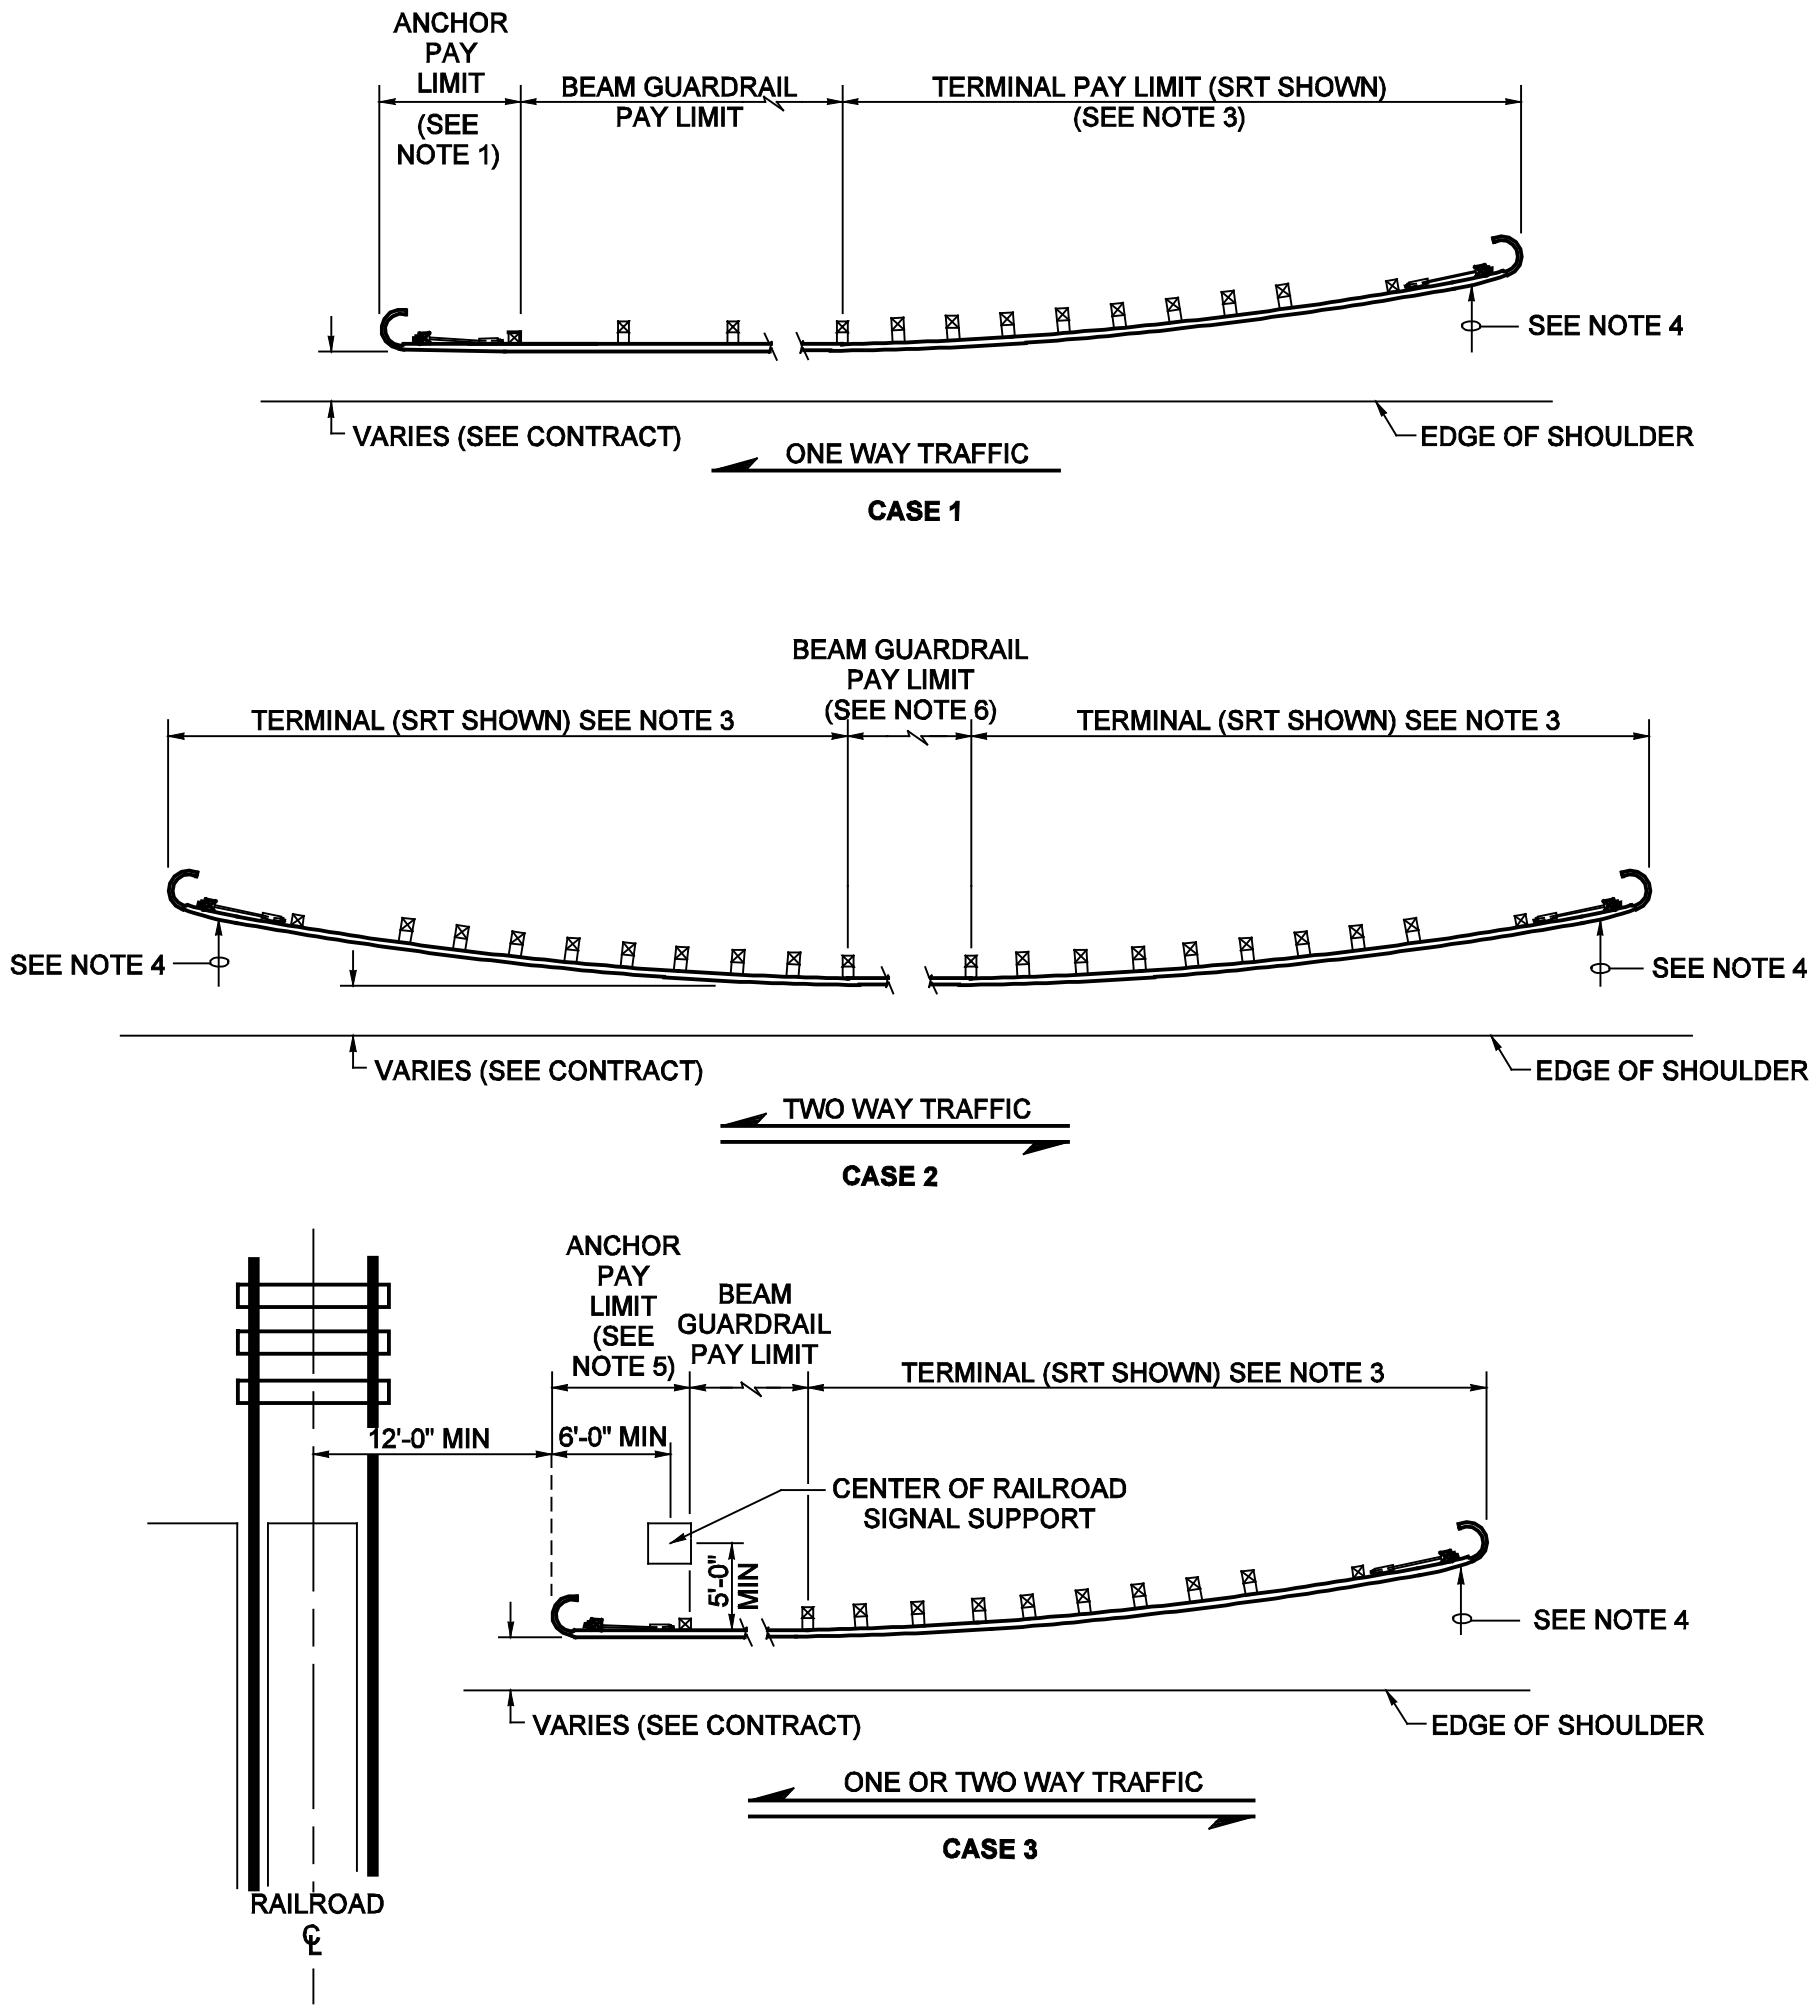 ANCHOR
PAY
LIMIT
(SEE
NOTE 1)
BEAM GUARDRAIL
PAY LIMIT
TERMINAL PAY LIMIT (SRT SHOWN)
(SEE NOTE 3)
SEE NOTE 4
VARIES (SEE CONTRACT)
EDGE OF SHOULDER
ONE WAY TRAFFIC
CASE 1
BEAM GUARDRAIL
PAY LIMIT
(SEE NOTE 6)
TERMINAL (SRT SHOWN) SEE NOTE 3
TERMINAL (SRT SHOWN) SEE NOTE 3
SEE NOTE 4
SEE NOTE 4
VARIES (SEE CONTRACT)
EDGE OF SHOULDER
TWO WAY TRAFFIC
CASE 2
ANCHOR
PAY
LIMIT
(SEE
NOTE 5)
BEAM
GUARDRAIL
PAY LIMIT
TERMINAL (SRT SHOWN) SEE NOTE 3
12'-0" MIN
6'-0" MIN
CENTER OF RAILROAD
SIGNAL SUPPORT
5'-0"
MIN
SEE NOTE 4
VARIES (SEE CONTRACT)
EDGE OF SHOULDER
ONE OR TWO WAY TRAFFIC
CASE 3
RAILROAD
℄